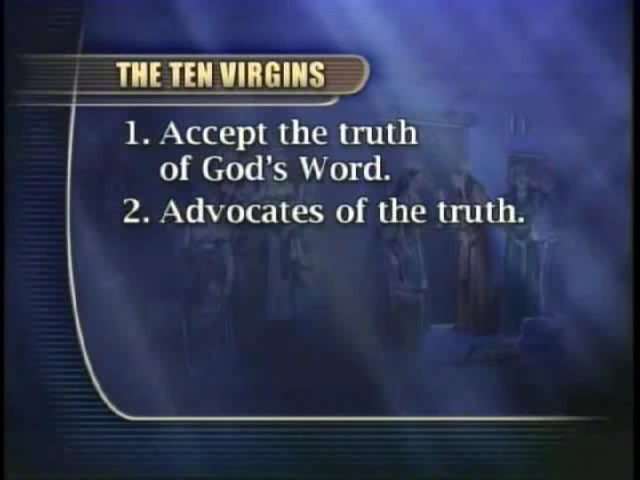 THE TEN VIRGINS
1. Accept the truth
of God's Word.
2. Advocates of the truth.